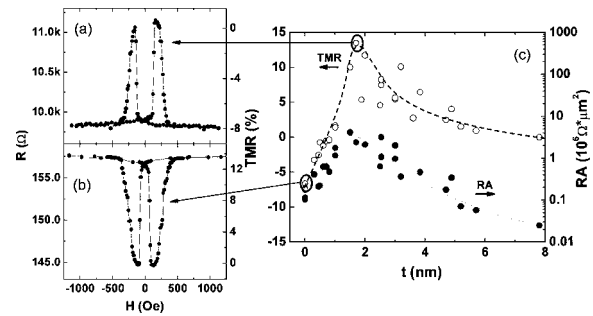 (a)
11.0k
10.5k
10.0k
0
-4
-8
R (Ω)
TMR (%)
(b)
155.0
150.0
145.0
12
8
4
0
-1000 -500 0 500 1000
H (Oe)
(c)
TMR
RA
15
10
5
0
-5
-10
-15
1000
100
10
1
0.1
0.01
RA (10⁶Ω*μm²)
0 2 4 6 8
t (nm)